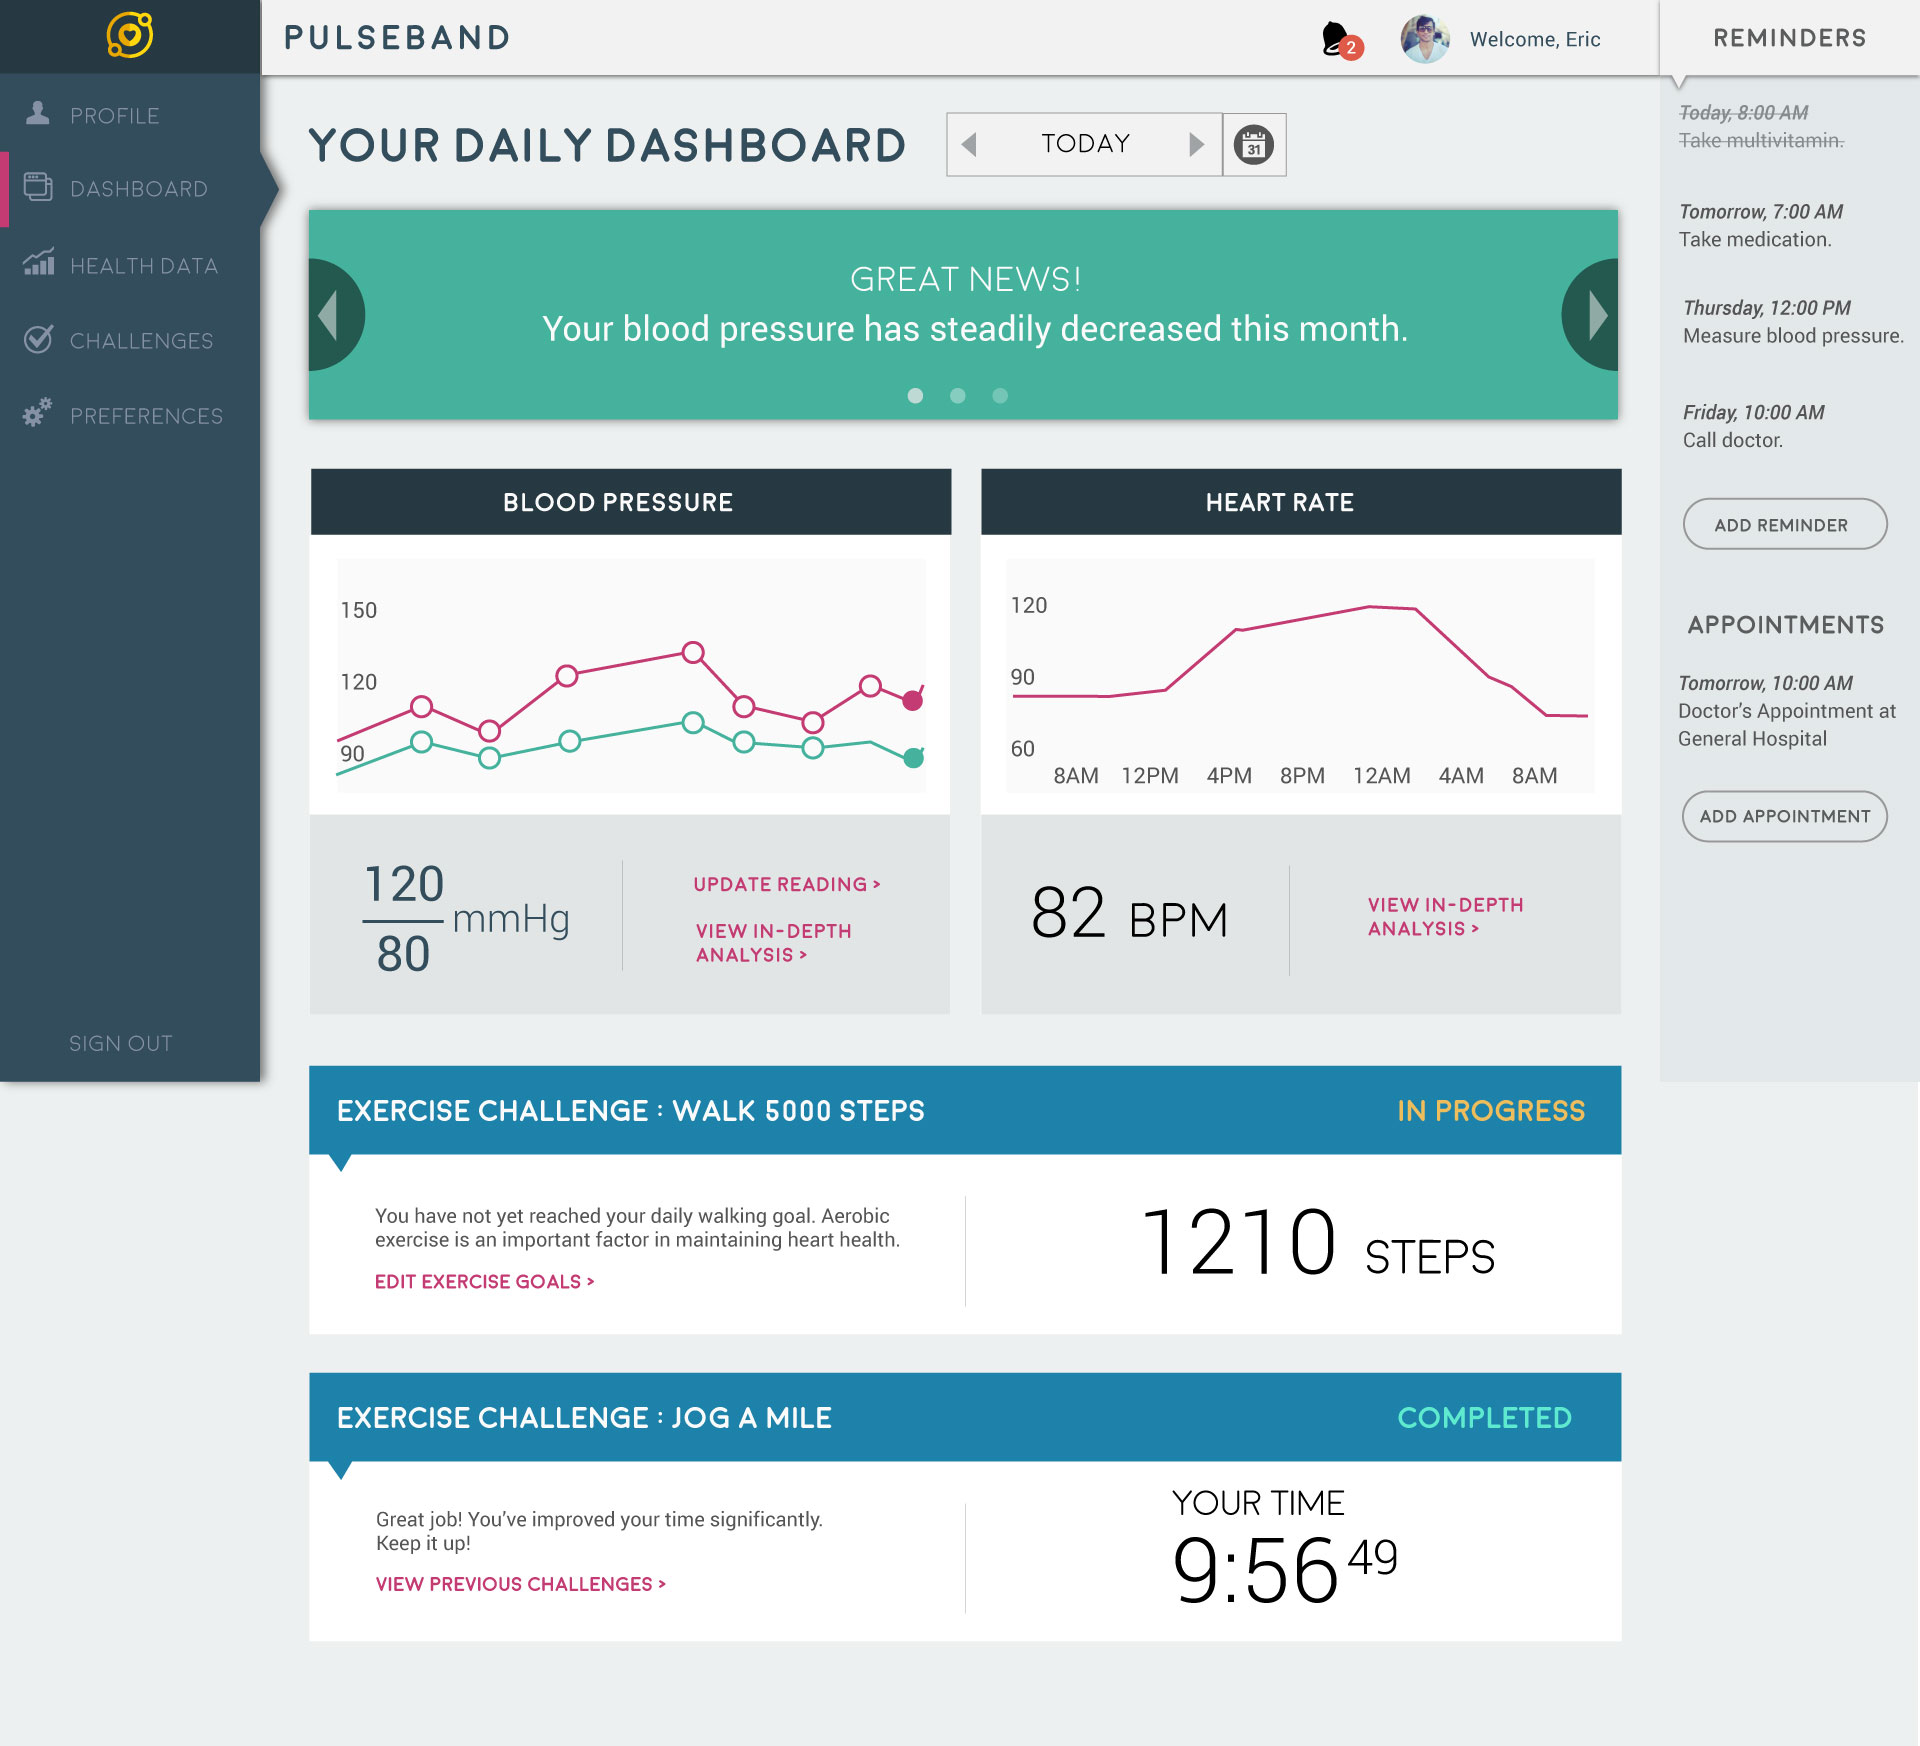 PULSEBAND
2
Welcome, Eric
REMINDERS
PROFILE
DASHBOARD
HEALTH DATA
CHALLENGES
PREFERENCES
SIGN OUT
YOUR DAILY DASHBOARD
TODAY
31
GREAT NEWS!
Your blood pressure has steadily decreased this month.
BLOOD PRESSURE
150
120
90
120
80
mmHg
UPDATE READING >
VIEW IN-DEPTH
ANALYSIS >
HEART RATE
120
90
60
8AM 12PM 4PM 8PM 12AM 4AM 8AM
82 BPM
VIEW IN-DEPTH
ANALYSIS >
EXERCISE CHALLENGE : WALK 5000 STEPS
IN PROGRESS
You have not yet reached your daily walking goal. Aerobic
exercise is an important factor in maintaining heart health.
EDIT EXERCISE GOALS >
1210 STEPS
EXERCISE CHALLENGE : JOG A MILE
COMPLETED
Great job! You’ve improved your time significantly.
Keep it up!
VIEW PREVIOUS CHALLENGES >
YOUR TIME
9:56 49
Today, 8:00 AM
Take multivitamin.
Tomorrow, 7:00 AM
Take medication.
Thursday, 12:00 PM
Measure blood pressure.
Friday, 10:00 AM
Call doctor.
ADD REMINDER
APPOINTMENTS
Tomorrow, 10:00 AM
Doctor’s Appointment at
General Hospital
ADD APPOINTMENT